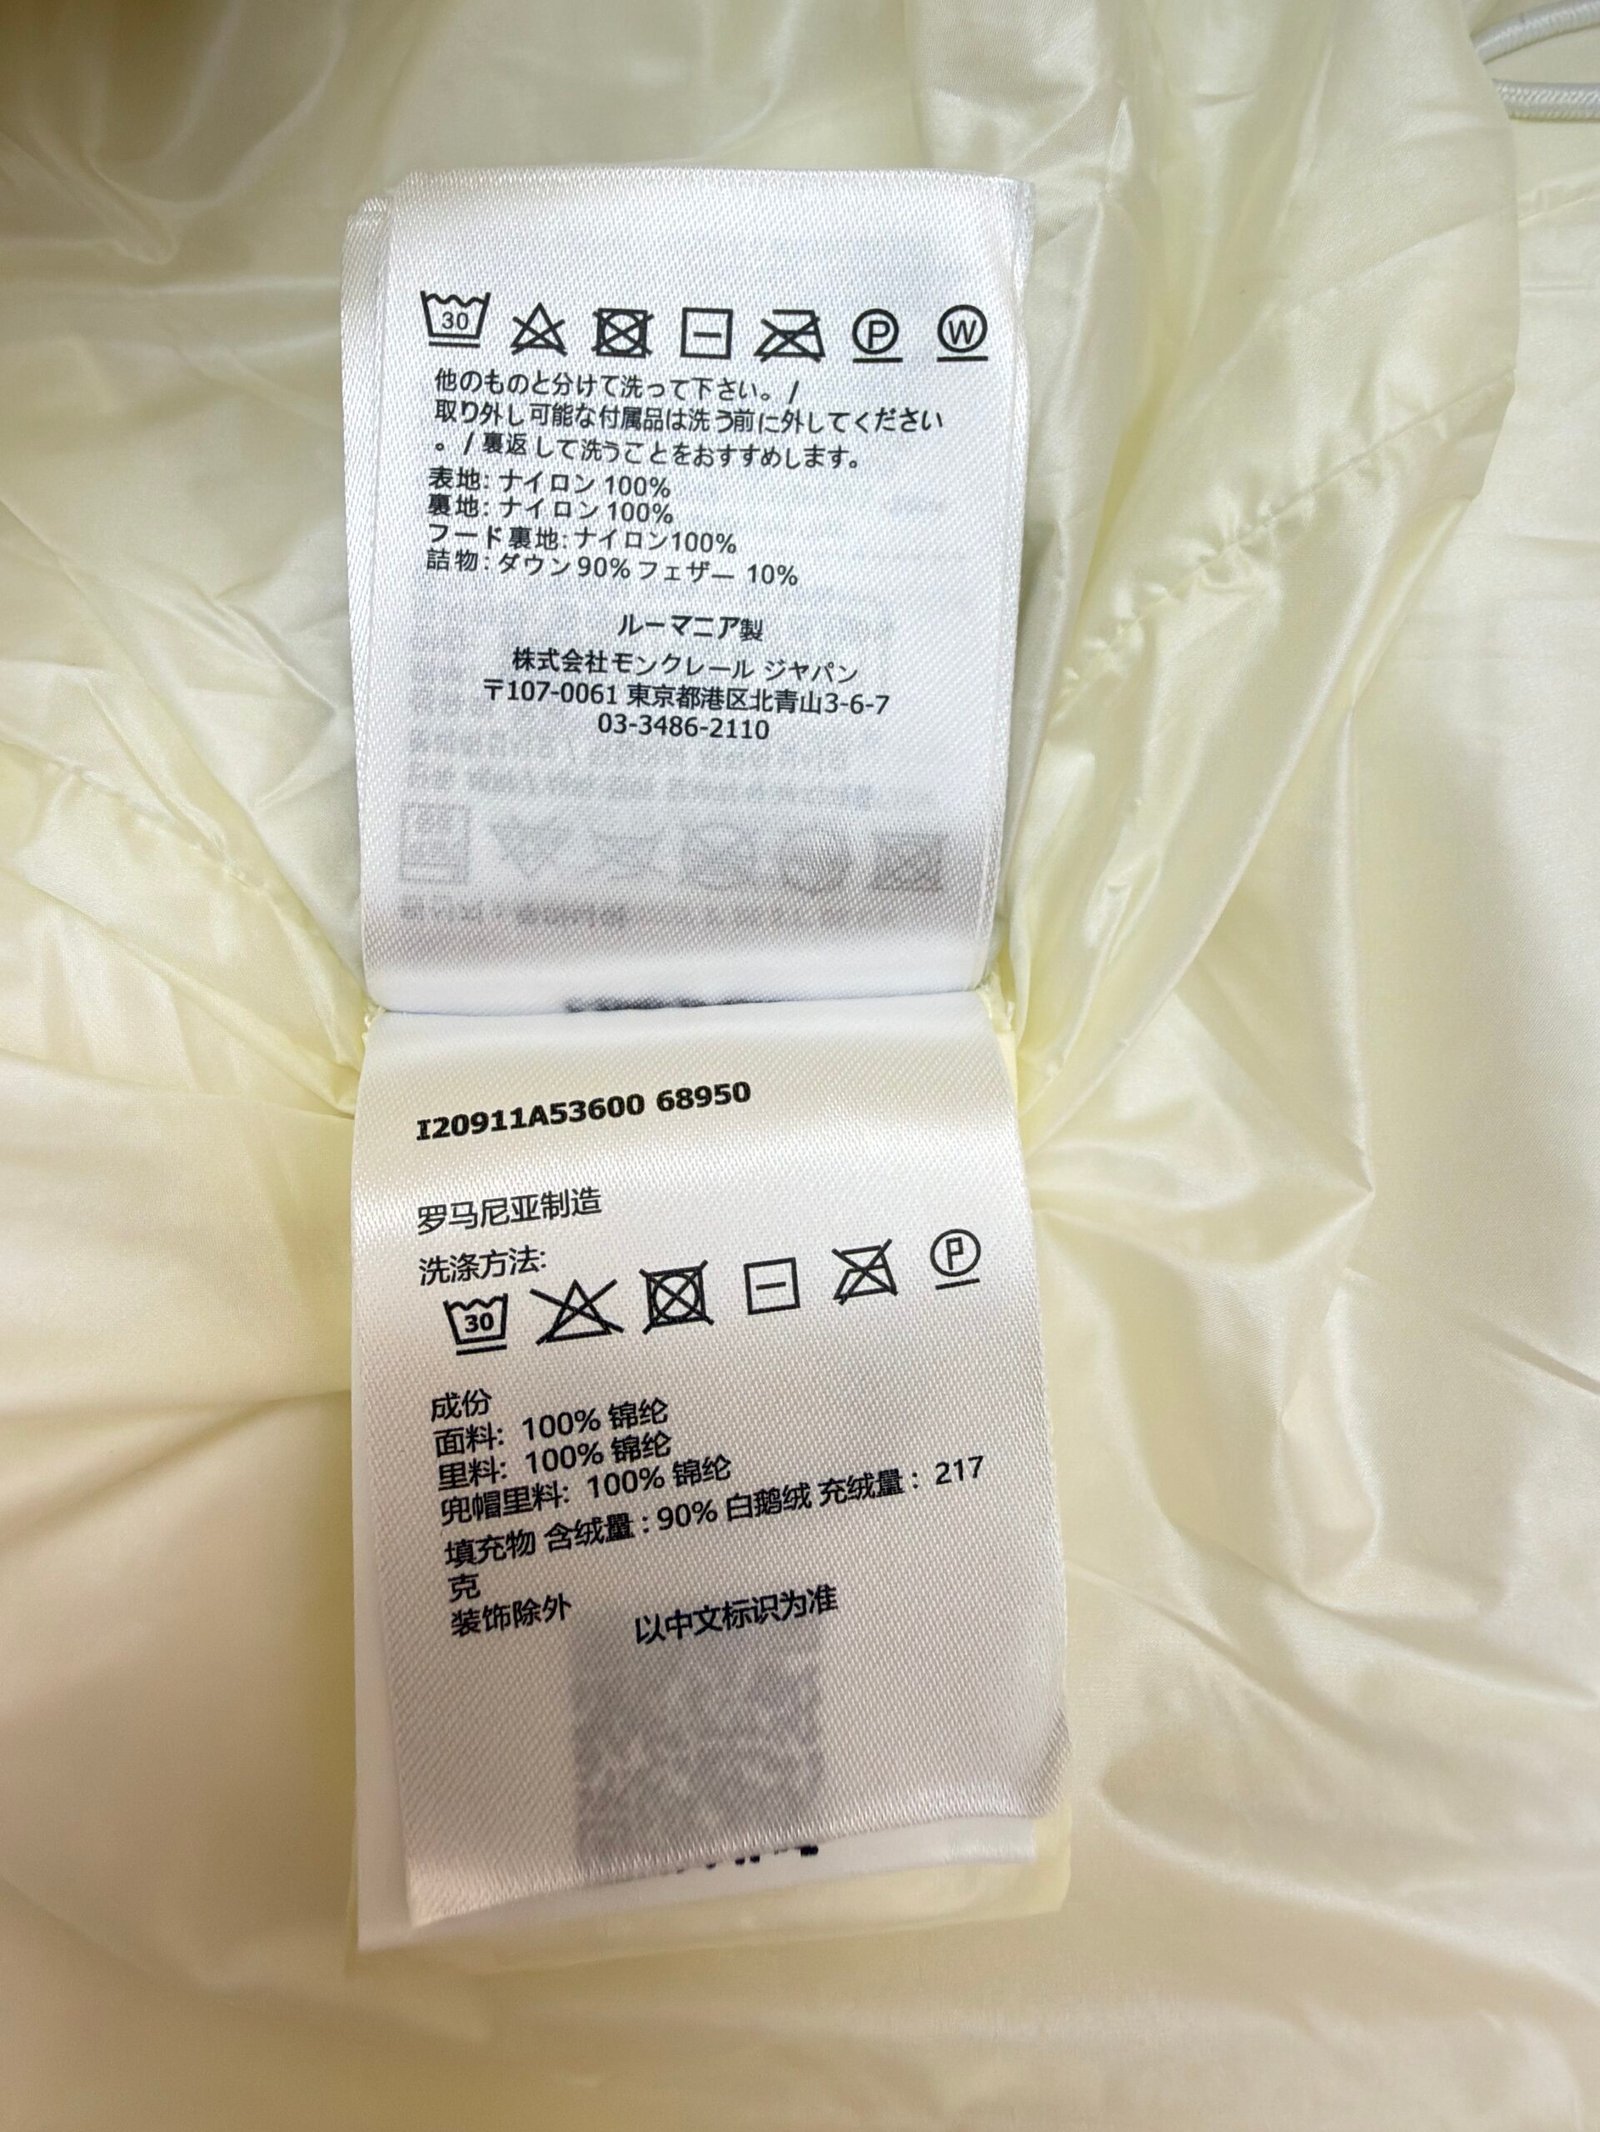 30 P W
他のものと分けて洗って下さい。/
取り外し可能な付属品は洗う前に外してください
。/裏返して洗うことをおすすめします。
表地: ナイロン 100%
裏地: ナイロン 100%
フード裏地: ナイロン100%
詰物: ダウン 90% フェザー 10%
ルーマニア製
株式会社モンクレール ジャパン
〒107-0061 東京都港区北青山3-6-7
03-3486-2110
I20911A53600 68950
罗马尼亚制造
洗涤方法:
30 P
成份
面料: 100% 锦纶
里料: 100% 锦纶
兜帽里料: 100% 锦纶
填充物 含绒量: 90% 白鹅绒 充绒量: 217
克
装饰除外
以中文标识为准